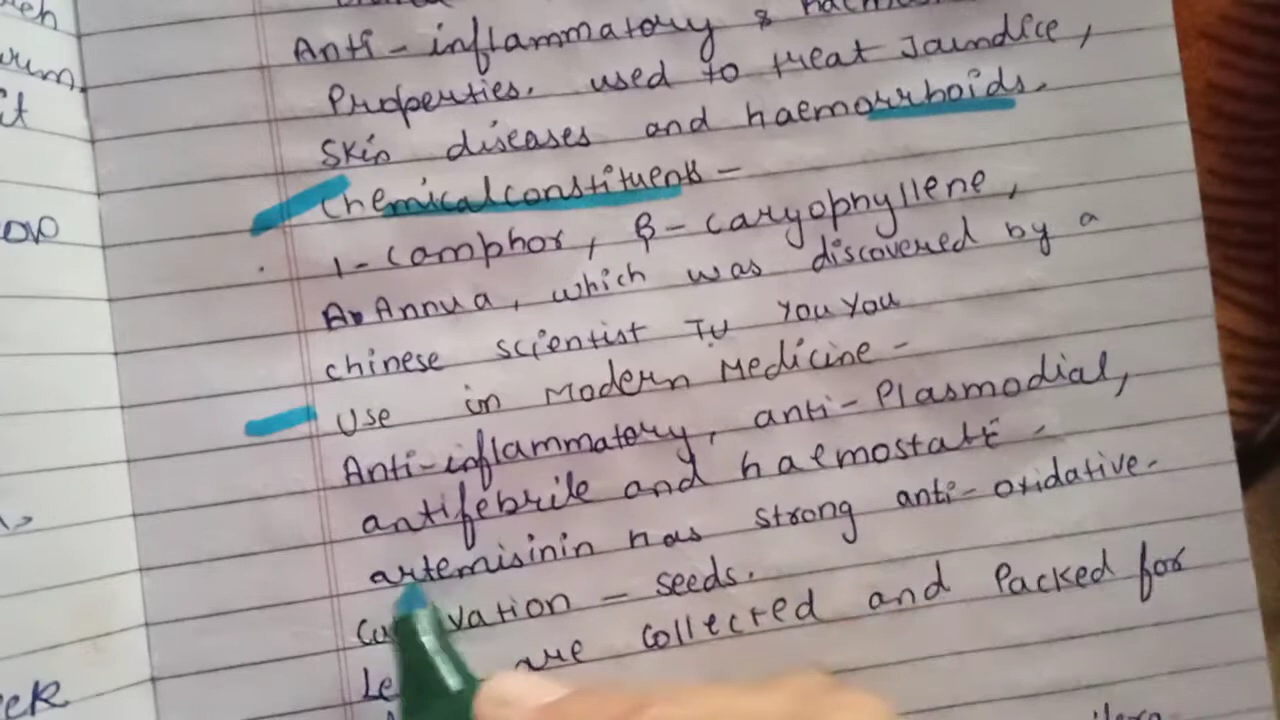 Anti-inflammatory &
Properties. used to treat Jaundice,
Skin diseases and haemorrhoids.
Chemical constituents -
1- Camphor, β- caryophyllene,
Annua, which was discovered by a
chinese scientist TU YOU YOU
Use in Modern Medicine -
Anti-inflammatory, anti-Plasmodial,
antifebrile and haemostatic.
artemisinin has strong anti-oxidative.
vation - seeds.
are collected and Packed for